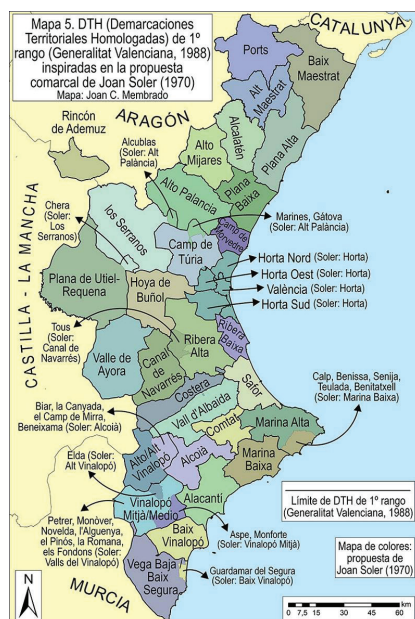 Mapa 5. DTH (Demarcaciones
Territoriales Homologadas) de 1º
rango (Generalitat Valenciana, 1988)
inspiradas en la propuesta
comarcal de Joan Soler (1970)
Mapa: Joan C. Membrado
CATALUNYA
Ports
Baix
Maestrat
Alt
Maestrat
Rincón
de Ademuz
ARAGÓN
Alcalatén
Plana Alta
Alcublas
(Soler: Alt
Palància)
Alto
Mijares
Alto Palancia
Plana
Baixa
Chera
(Soler:
Los
Serranos)
los Serranos
Camp de
Túria
Camp de
Morvedre
Marines, Gátova
(Soler: Alt Palància)
CASTILLA - LA MANCHA
Horta Nord (Soler: Horta)
Horta Oest (Soler: Horta)
València (Soler: Horta)
Horta Sud (Soler: Horta)
Plana de Utiel-
Requena
Hoya de
Buñol
Tous
(Soler:
Canal de
Navarrés)
Ribera
Alta
Ribera
Baixa
Valle de
Ayora
Canal de
Navarrés
Costera
Safor
Calp, Benissa, Senija,
Teulada, Benitatxell
(Soler: Marina Baixa)
Biar, la Canyada,
el Camp de Mirra,
Beneixama (Soler: Alcoià)
Vall d'Albaida
Comtat
Marina Alta
Alto/Alt
Vinalopó
Alcoià
Marina
Baixa
Elda (Soler:
Alt Vinalopó)
Vinalopó
Mitjà/Medio
Alacantí
Límite de DTH de 1º rango
(Generalitat Valenciana, 1988)
Petrer, Monòver,
Novelda, l'Alguenya,
el Pinós, la Romana,
els Fondons (Soler:
Valls del Vinalopó)
Aspe, Monforte
(Soler: Vinalopó Mitjà)
Baix
Vinalopó
Mapa de colores:
propuesta de
Joan Soler (1970)
Vega Baja /
Baix
Segura
Guardamar del Segura
(Soler: Baix Vinalopó)
MURCIA
N
km
0 7,5 15 30 45 60